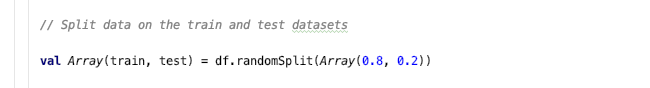 // Split data on the train and test datasets
val Array(train, test) = df.randomSplit(Array(0.8, 0.2))